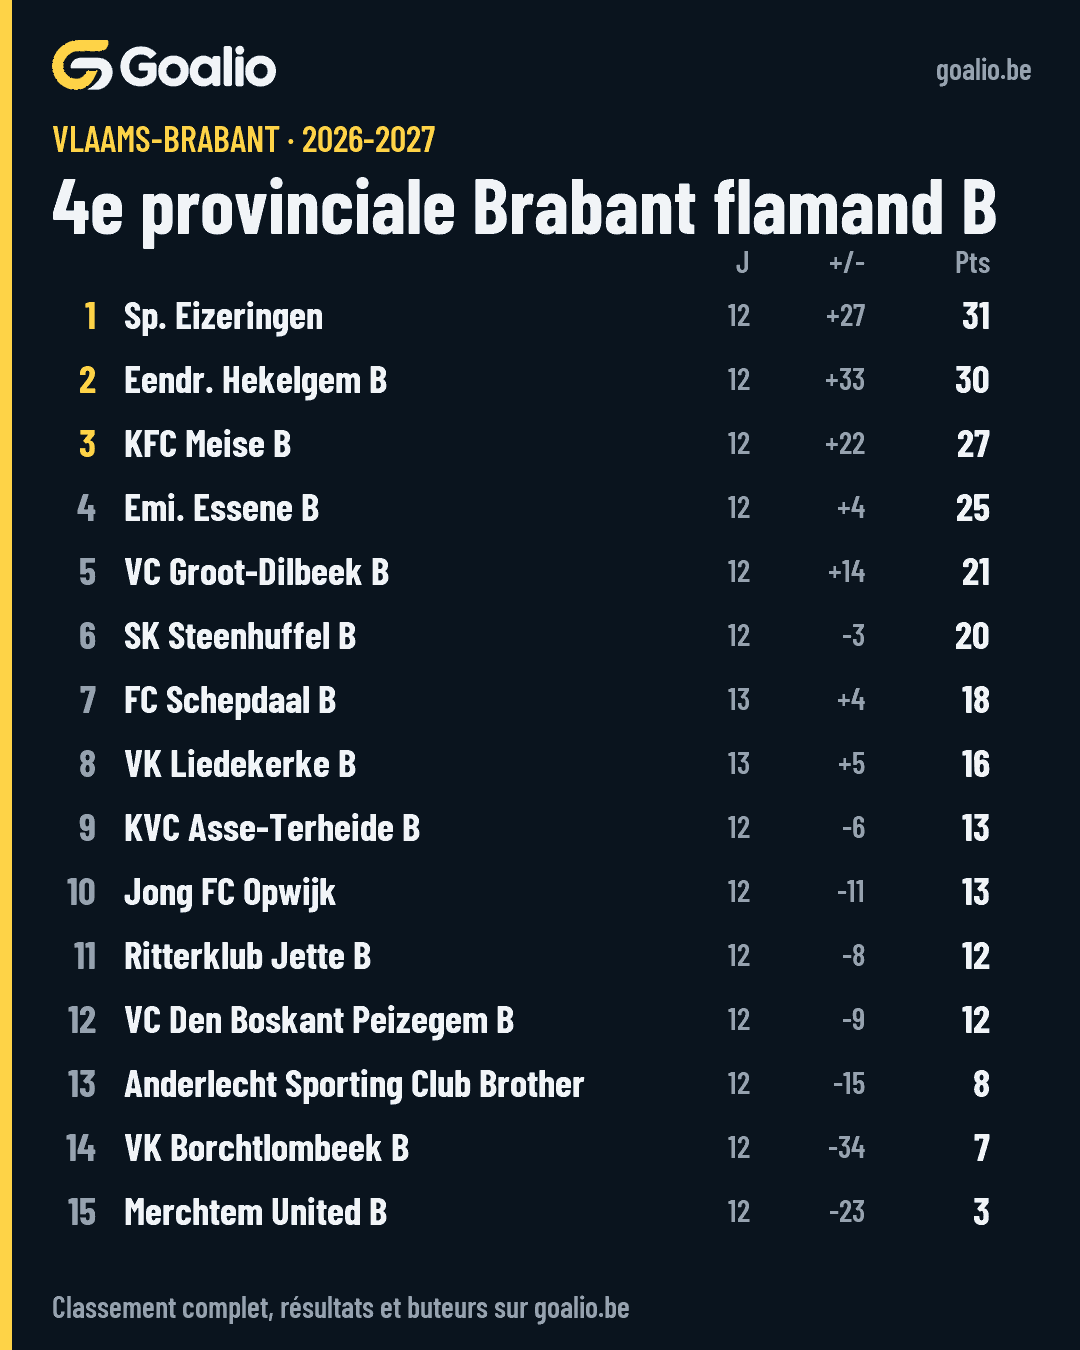 Goalio
goalio.be
VLAAMS-BRABANT · 2026-2027
4e provinciale Brabant flamand B
J +/- Pts
1 Sp. Eizeringen 12 +27 31
2 Eendr. Hekelgem B 12 +33 30
3 KFC Meise B 12 +22 27
4 Emi. Essene B 12 +4 25
5 VC Groot-Dilbeek B 12 +14 21
6 SK Steenhuffel B 12 -3 20
7 FC Schepdaal B 13 +4 18
8 VK Liedekerke B 13 +5 16
9 KVC Asse-Terheide B 12 -6 13
10 Jong FC Opwijk 12 -11 13
11 Ritterklub Jette B 12 -8 12
12 VC Den Boskant Peizegem B 12 -9 12
13 Anderlecht Sporting Club Brother 12 -15 8
14 VK Borchtlombeek B 12 -34 7
15 Merchtem United B 12 -23 3
Classement complet, résultats et buteurs sur goalio.be